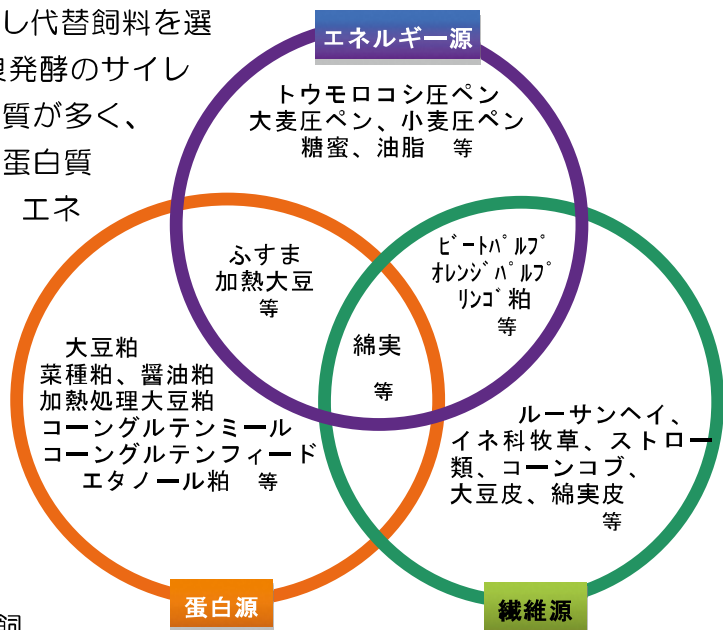 し代替飼料を選
発酵のサイレ
質が多く、
蛋白質
エネ
エネルギー源
トウモロコシ圧ペン
大麦圧ペン、小麦圧ペン
糖蜜、油脂 等
ふすま
加熱大豆
等
ビートパルプ
オレンジパルプ
リンゴ粕
等
綿実
等
大豆粕
菜種粕、醤油粕
加熱処理大豆粕
コーングルテンミール
コーングルテンフィード
エタノール粕 等
ルーサンヘイ、
イネ科牧草、ストロー
類、コーンコブ、
大豆皮、綿実皮
等
蛋白源
繊維源